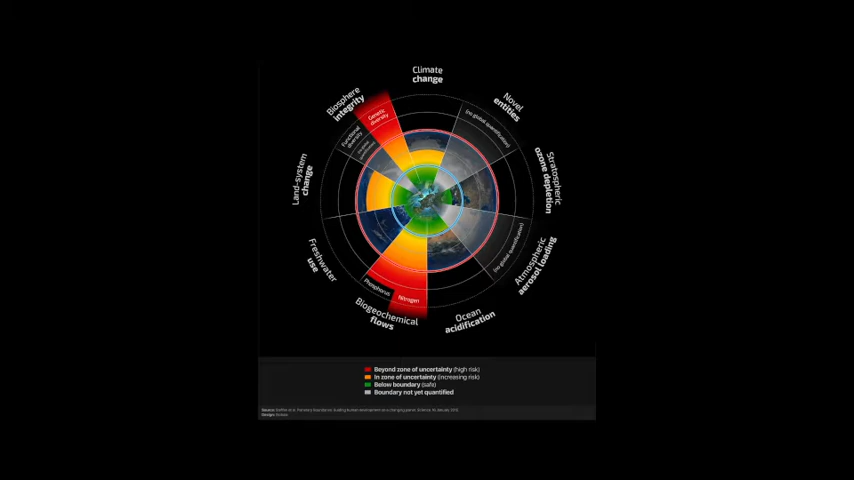 Climate
change
Novel
entities
(no global quantification)
Stratospheric
ozone depletion
Atmospheric
aerosol loading
(no global quantification)
Ocean
acidification
Biogeochemical
flows
Phosphorus
Nitrogen
Freshwater
use
Land-system
change
Biosphere
integrity
Functional
diversity
Genetic
diversity
Beyond zone of uncertainty (high risk)
In zone of uncertainty (increasing risk)
Below boundary (safe)
Boundary not yet quantified